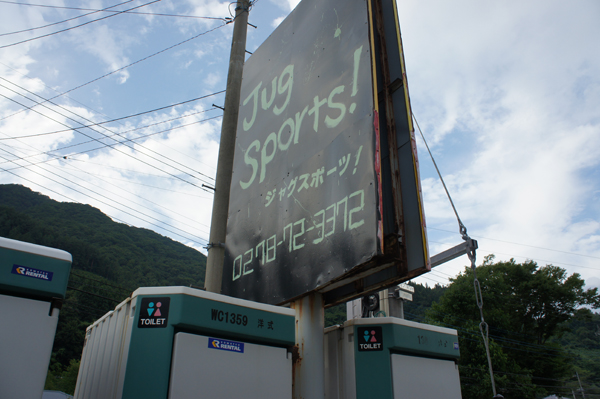 Jug
Sports!
ジャグスポーツ!
0278-72-3372
WC1359 洋式
TOILET
RENTAL
TOILET
RENTAL